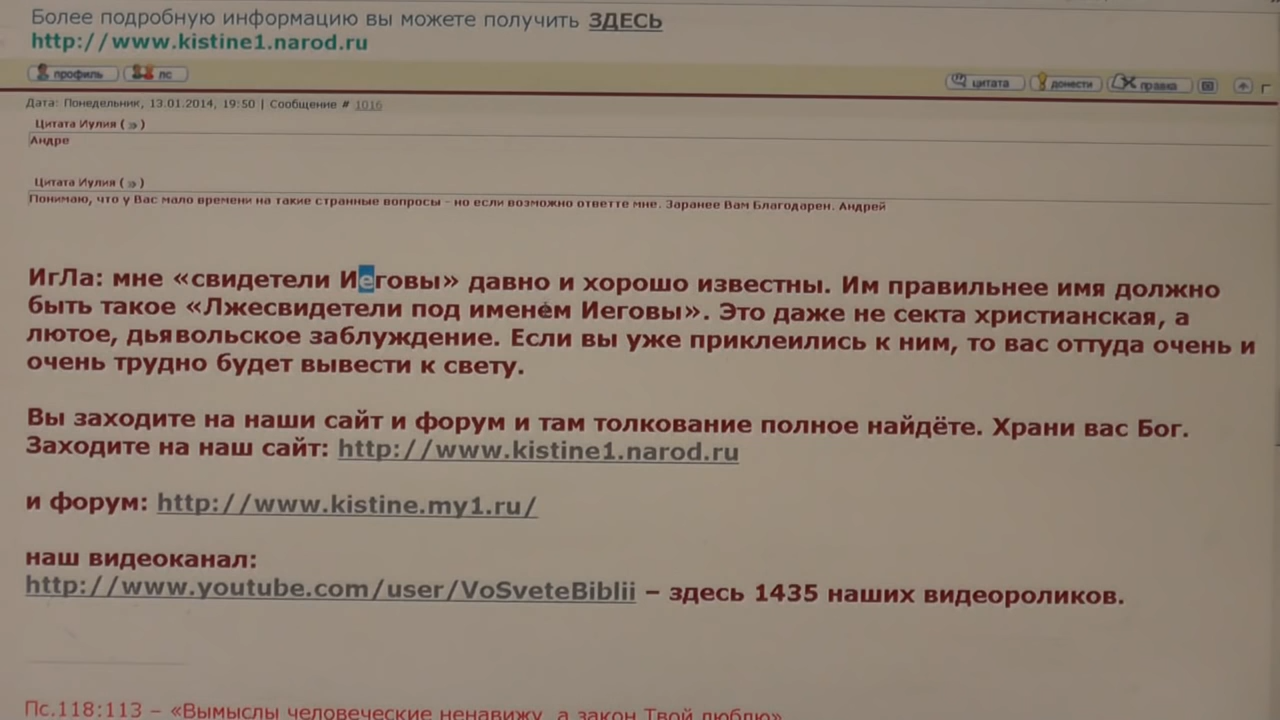 Более подробную информацию вы можете получить ЗДЕСЬ
http://www.kistine1.narod.ru
профиль лс цитата донести правка
Дата: Понедельник, 13.01.2014, 19:50 | Сообщение # 1016
Цитата Иулия ( » )
Андре
Цитата Иулия ( » )
Понимаю, что у Вас мало времени на такие странные вопросы - но если возможно ответте мне. Заранее Вам Благодарен. Андрей
ИгЛа: мне «свидетели Иеговы» давно и хорошо известны. Им правильнее имя должно
быть такое «Лжесвидетели под именем Иеговы». Это даже не секта христианская, а
лютое, дьявольское заблуждение. Если вы уже приклеились к ним, то вас оттуда очень и
очень трудно будет вывести к свету.
Вы заходите на наши сайт и форум и там толкование полное найдёте. Храни вас Бог.
Заходите на наш сайт: http://www.kistine1.narod.ru
и форум: http://www.kistine.my1.ru/
наш видеоканал:
http://www.youtube.com/user/VoSveteBiblii – здесь 1435 наших видеороликов.
Пс.118:113 – «Вымыслы человеческие ненавижу, а закон Твой люблю»